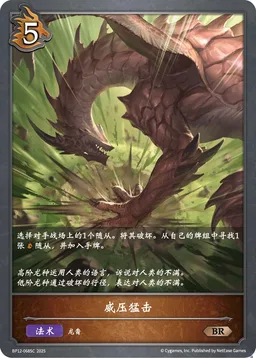 5
选择对手战场上的1个随从。将其破坏。从自己的牌组中寻找1
张 随从，并加入手牌。
高阶龙种运用人类的语言，诉说对人类的不满。
低阶龙种通过破坏的行径，表达对人类的不满。
威压猛击
法术
龙裔
BR
BP12-068SC 2025
© Cygames, Inc. Published by NetEase Games